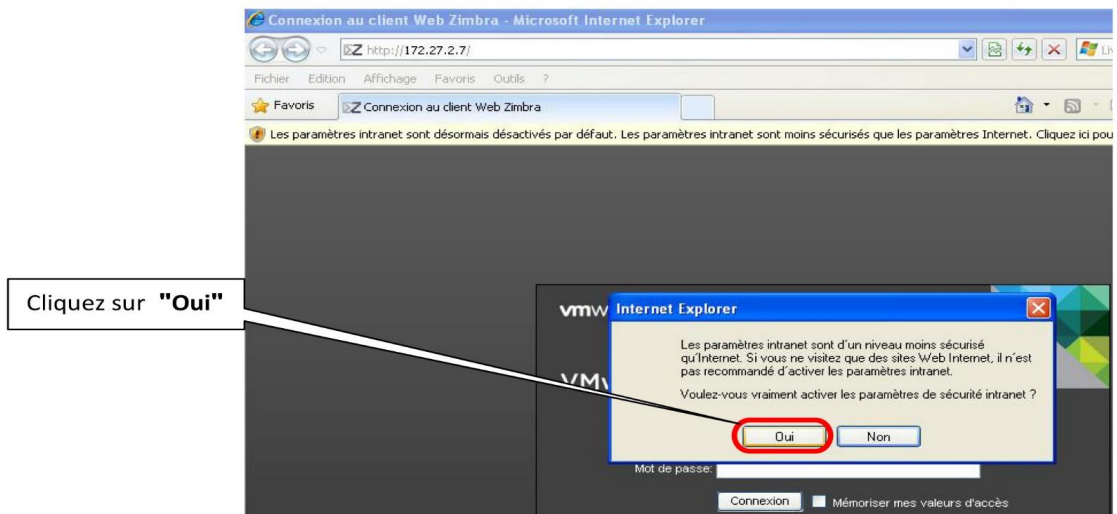 Connexion au client Web Zimbra - Microsoft Internet Explorer
http://172.27.2.7/
Fichier Edition Affichage Favoris Outils ?
Favoris
Connexion au client Web Zimbra
Les paramètres intranet sont désormais désactivés par défaut. Les paramètres intranet sont moins sécurisés que les paramètres Internet. Cliquez ici pou
Cliquez sur "Oui"
vmw
Internet Explorer
Les paramètres intranet sont d'un niveau moins sécurisé
qu'Internet. Si vous ne visitez que des sites Web Internet, il n'est
pas recommandé d'activer les paramètres intranet.
VMw
Voulez-vous vraiment activer les paramètres de sécurité intranet ?
Oui Non
Mot de passe:
Connexion Mémoriser mes valeurs d'accès